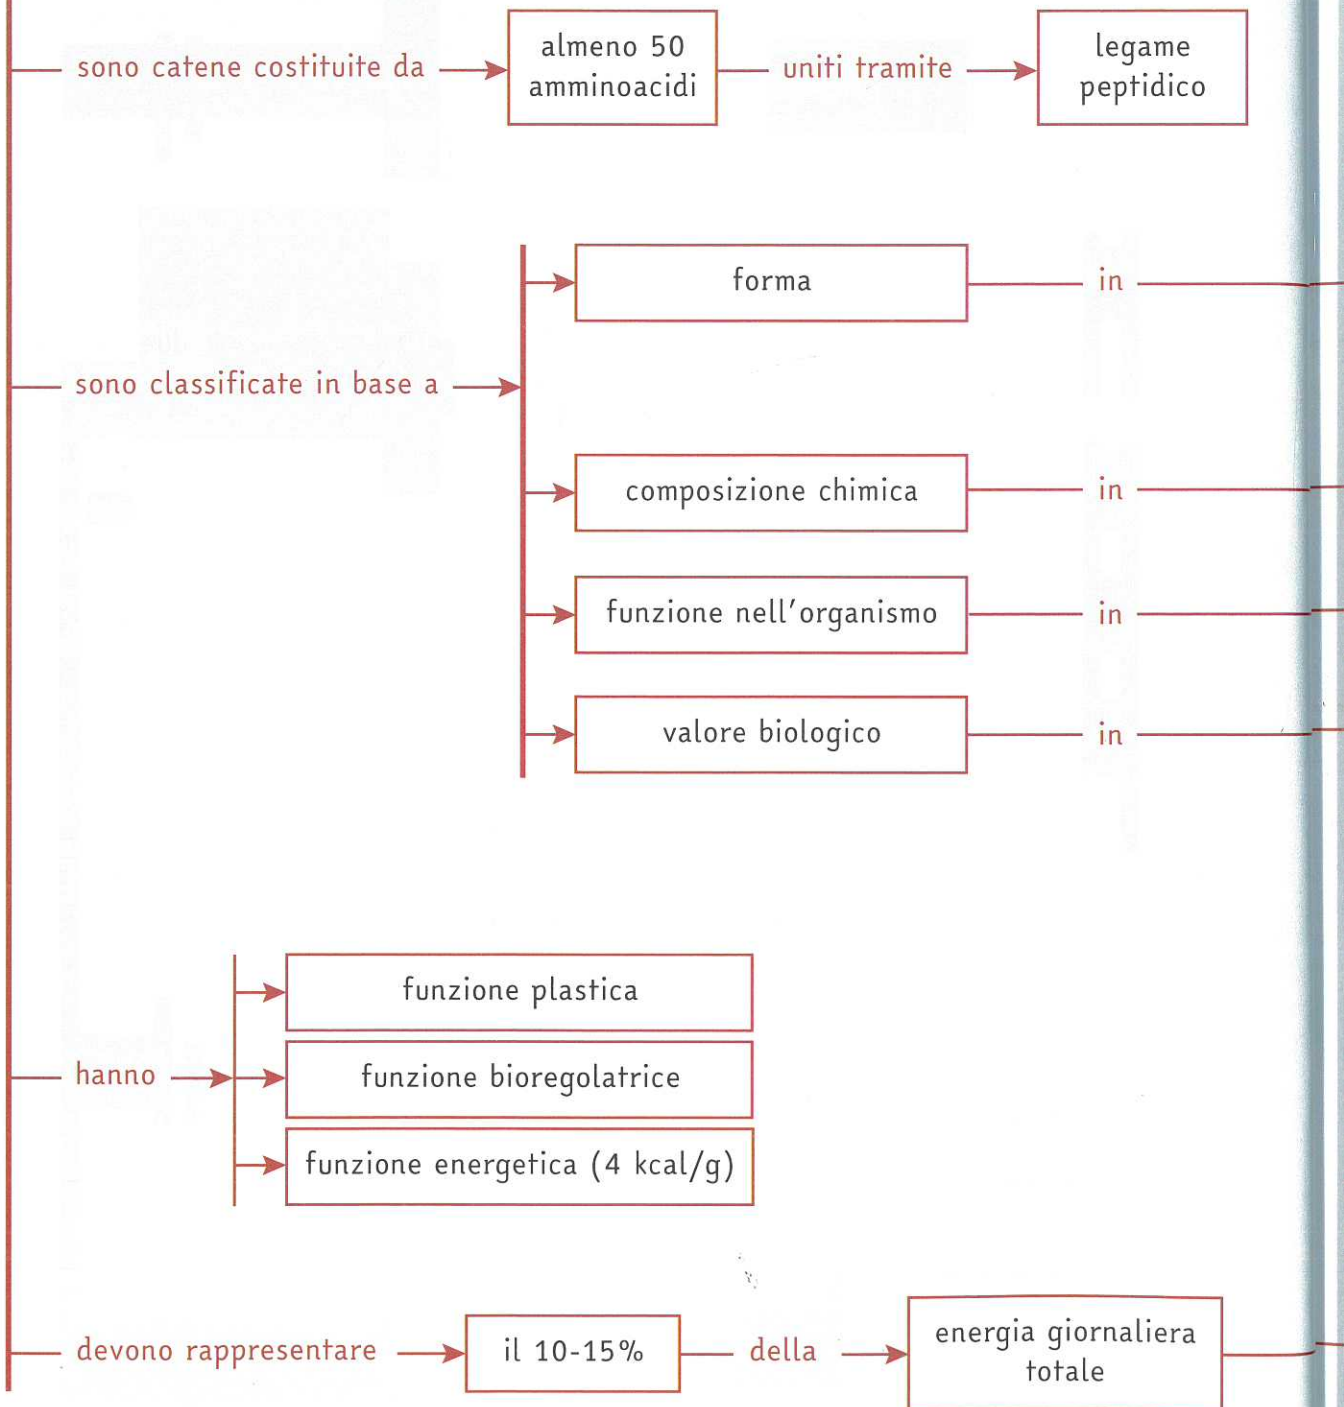 sono catene costituite da
almeno 50
amminoacidi
uniti tramite
legame
peptidico
sono classificate in base a
forma
in
composizione chimica
in
funzione nell'organismo
in
valore biologico
in
hanno
funzione plastica
funzione bioregolatrice
funzione energetica (4 kcal/g)
devono rappresentare
il 10-15%
della
energia giornaliera
totale